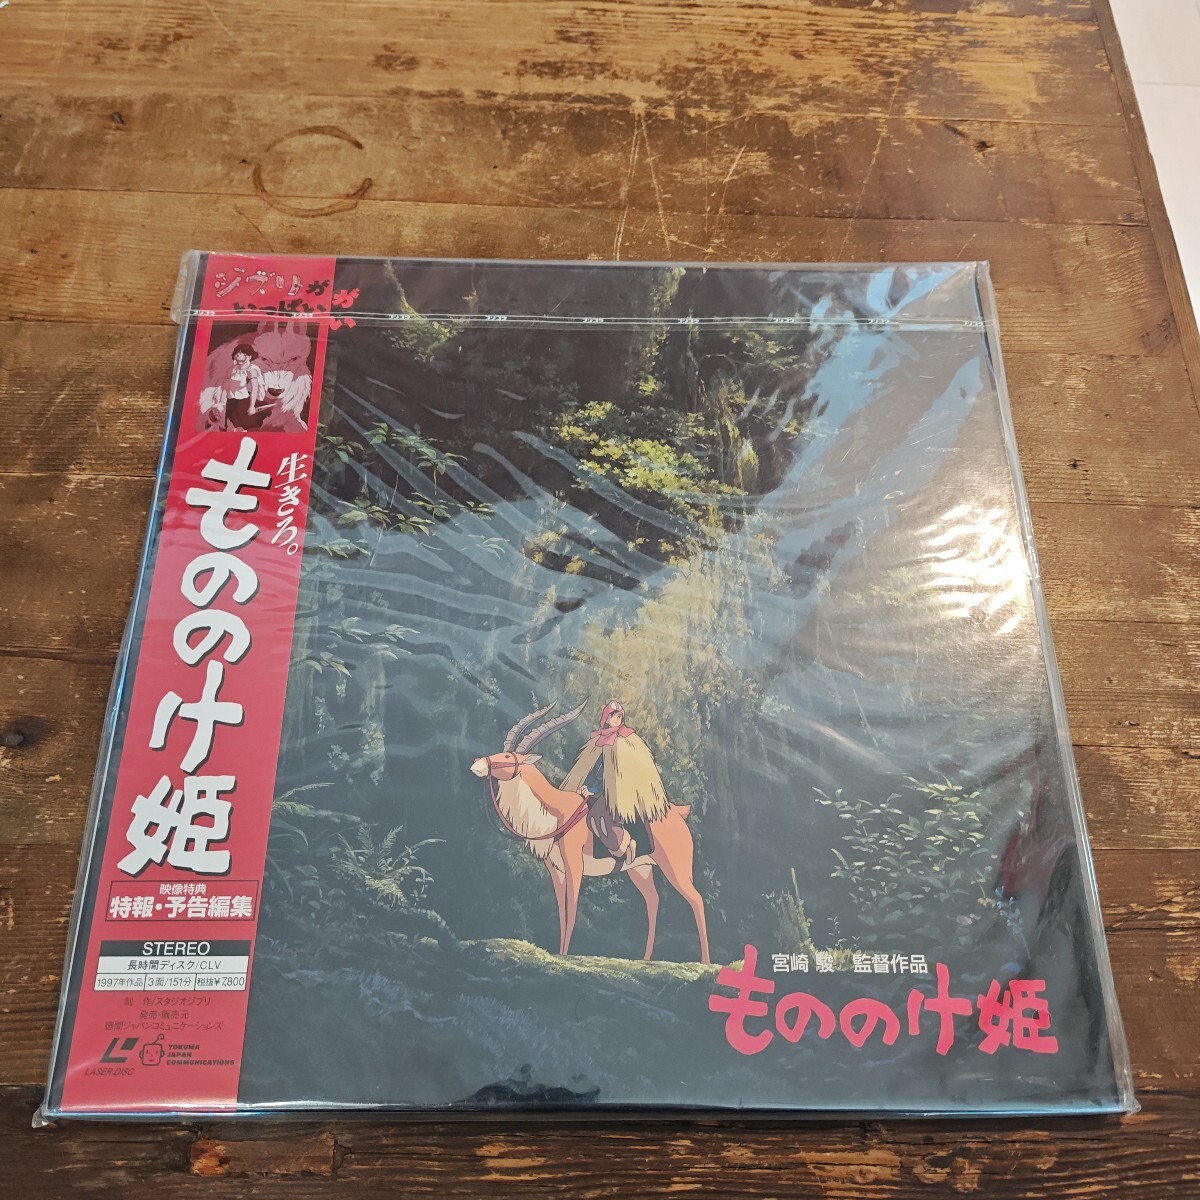 ジブリが
いっぱい
生きろ。
もののけ姫
映像特典
特報・予告編集
STEREO
長時間ディスク/CLV
1997年作品 3面/151分 税抜¥7,800
制 作/スタジオジブリ
発売・販売元
徳間ジャパンコミュニケーションズ
LASER DISC
TOKUMA
JAPAN
COMMUNICATIONS
宮崎 駿 監督作品
もののけ姫